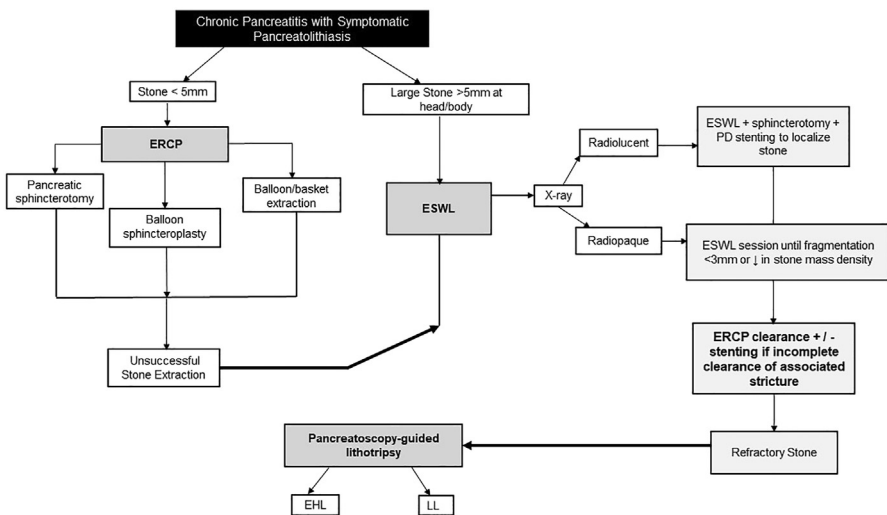 Chronic Pancreatitis with Symptomatic
Pancreatolithiasis
Stone < 5mm
Large Stone >5mm at
head/body
ERCP
Pancreatic
sphincterotomy
Balloon
sphincteroplasty
Balloon/basket
extraction
Unsuccessful
Stone Extraction
ESWL
X-ray
Radiolucent
Radiopaque
ESWL + sphincterotomy +
PD stenting to localize
stone
ESWL session until fragmentation
<3mm or ↓ in stone mass density
ERCP clearance + / -
stenting if incomplete
clearance of associated
stricture
Refractory Stone
Pancreatoscopy-guided
lithotripsy
EHL
LL